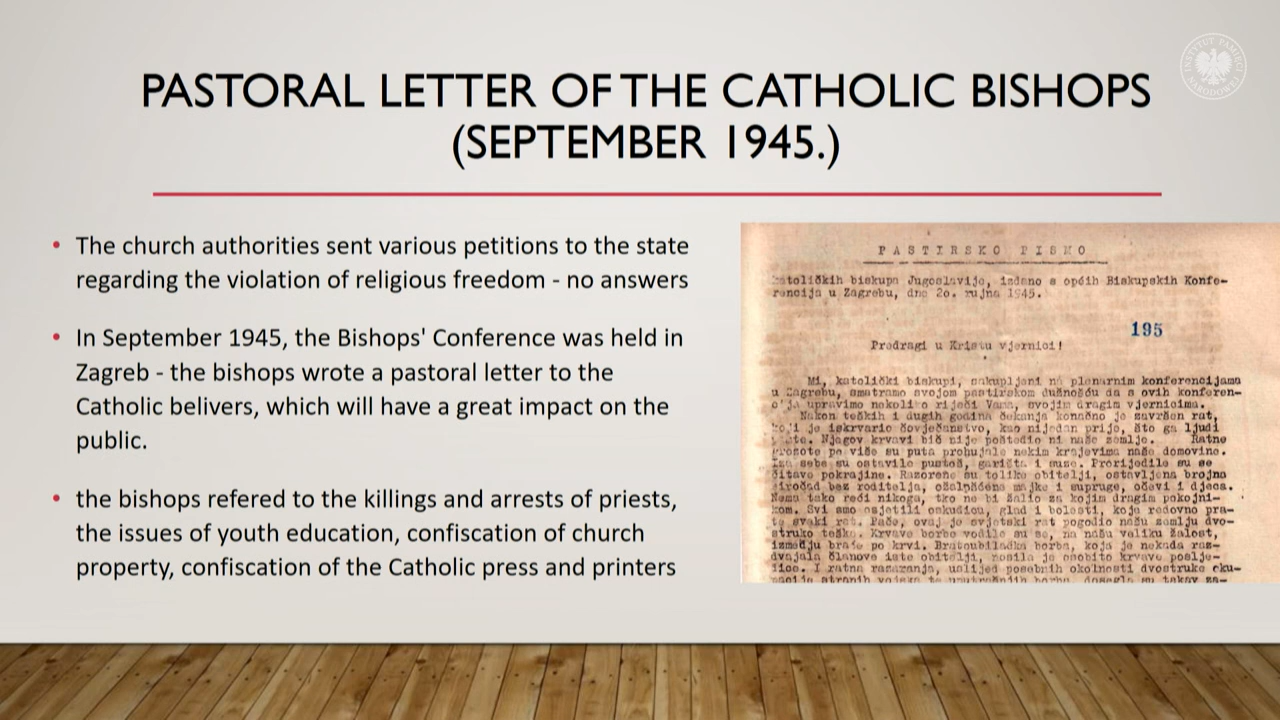 PASTORAL LETTER OF THE CATHOLIC BISHOPS
(SEPTEMBER 1945.)
• The church authorities sent various petitions to the state
regarding the violation of religious freedom - no answers
• In September 1945, the Bishops' Conference was held in
Zagreb - the bishops wrote a pastoral letter to the
Catholic belivers, which will have a great impact on the
public.
• the bishops refered to the killings and arrests of priests,
the issues of youth education, confiscation of church
property, confiscation of the Catholic press and printers
INSTYTUT PAMIĘCI NARODOWEJ
PASTIRSKO PISMO
biskupa Jugoslavije, izdano s općih Biskupskih Konfe-
rencija u Zagrebu, dne 20. rujna 1945.
195
Predragi u Kristu vjernici!
Mi, katolički biskupi, sakupljeni na plenarnim konferencijama
u Zagrebu, smatramo svojom pastirskom dužnošću da s ovih konferen-
upravimo nekoliko riječi Vama, svojim dragim vjernicima.
Nakon teških i dugih godina čekanja konačno je završen rat,
je iskrvario čovječanstvo, kao nijedan prije, što ga ljudi
Njegov krvavi bič nije poštedio ni naše zemlje. Ratne
po više su puta prohujale nekim krajevima naše domovine.
sebe su ostavile pustoš, garišta i suze. Prorijedile su se
čitave pokrajine. Razorene su tolike obitelji, ostavljena brojna
siročad bez roditelja, ožalošćene majke i supruge, očevi i djeca.
Nema tako reći nikoga, tko ne bi žalio za kojim dragim pokojni-
kom. Svi smo osjetili oskudicu, glad i bolesti, koje redovno pra-
te svaki rat. Pače, ovaj je svjetski rat pogodio našu zemlju dvo-
struko teško. Krvave borbe vodile su se, na našu veliku žalost,
između braće po krvi. Bratoubilačka borba, koja je nekada raz-
dvajala članove iste obitelji, nosila je osobito krvave poslje-
dice. I ratna razaranja, uslijed posebnih okolnosti dvostruke oku-